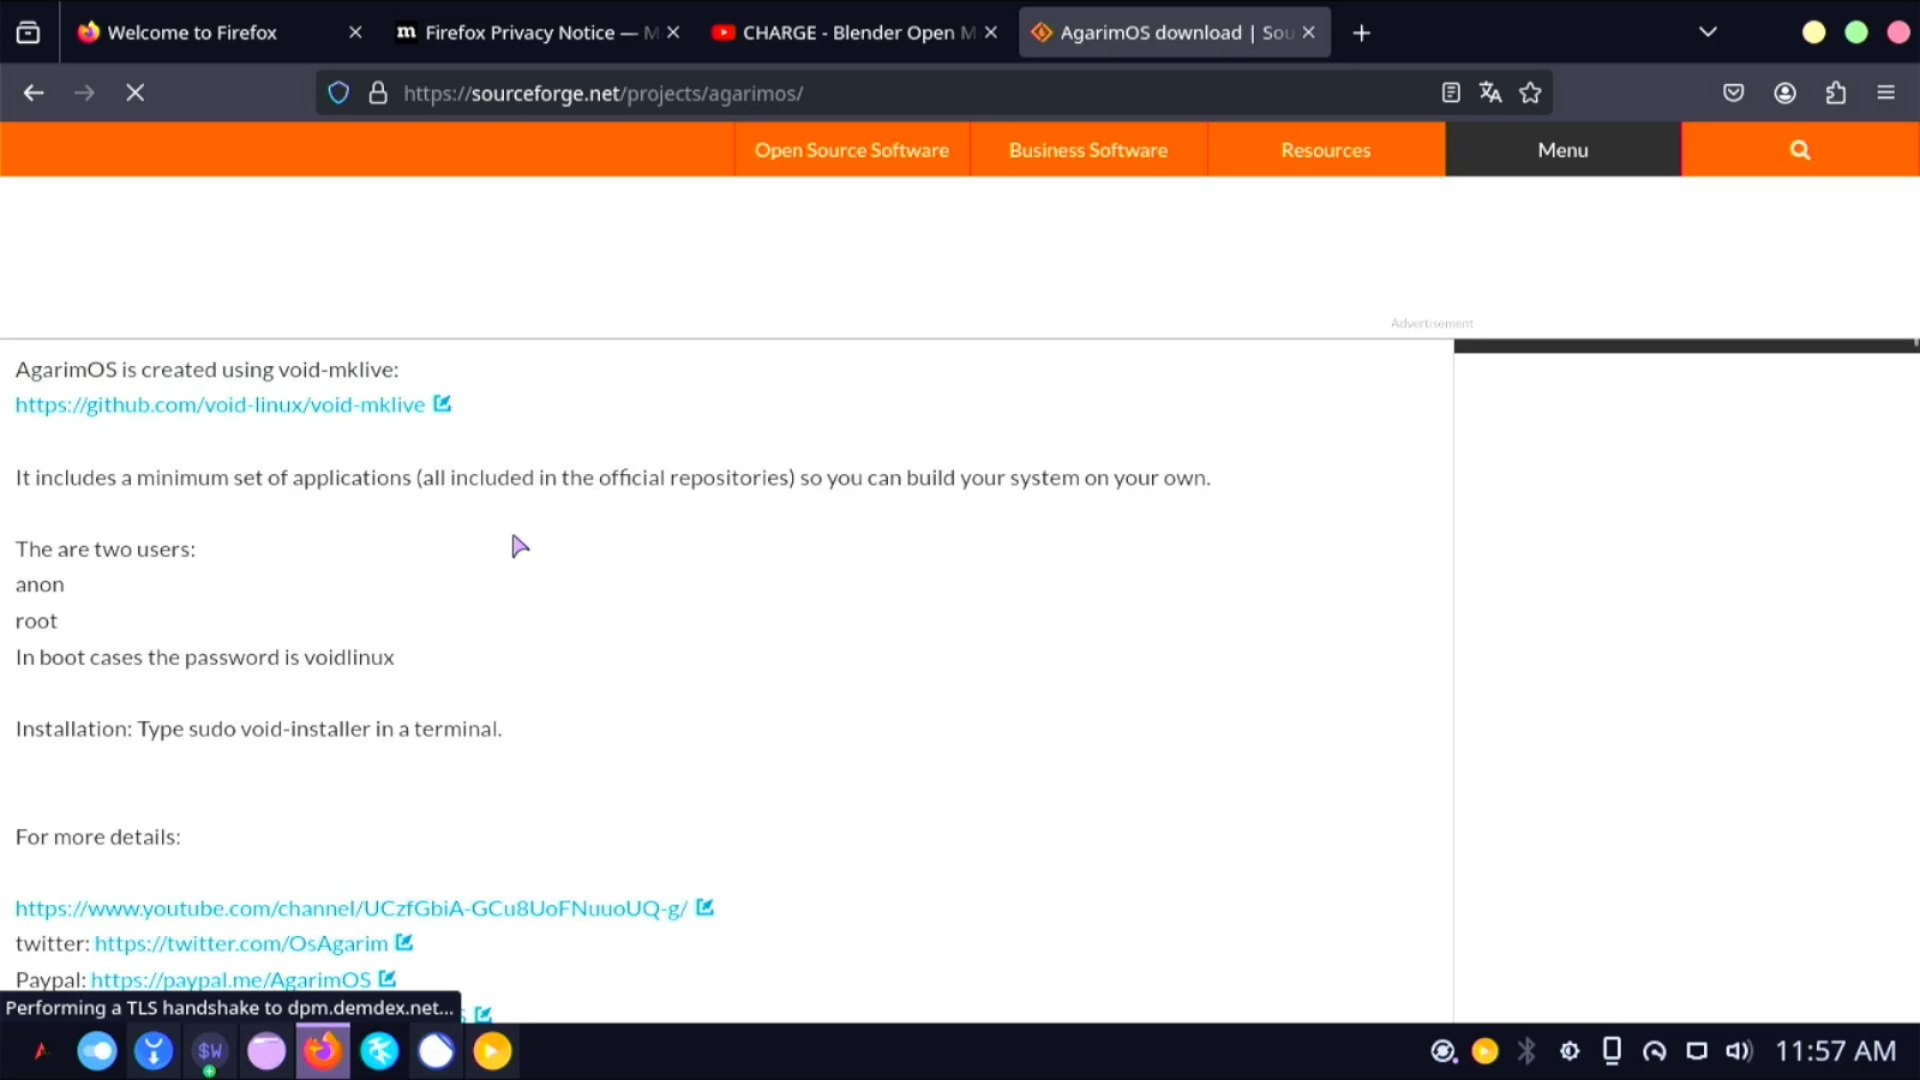 Welcome to Firefox
Firefox Privacy Notice — M
CHARGE - Blender Open M
AgarimOS download | Sou
https://sourceforge.net/projects/agarimos/
Open Source Software
Business Software
Resources
Menu
Advertisement
AgarimOS is created using void-mklive:
https://github.com/void-linux/void-mklive
It includes a minimum set of applications (all included in the official repositories) so you can build your system on your own.
The are two users:
anon
root
In boot cases the password is voidlinux
Installation: Type sudo void-installer in a terminal.
For more details:
https://www.youtube.com/channel/UCzfGbiA-GCu8UoFNuuoUQ-g/
twitter: https://twitter.com/OsAgarim
Paypal: https://paypal.me/AgarimOS
Performing a TLS handshake to dpm.demdex.net...
$W
11:57 AM